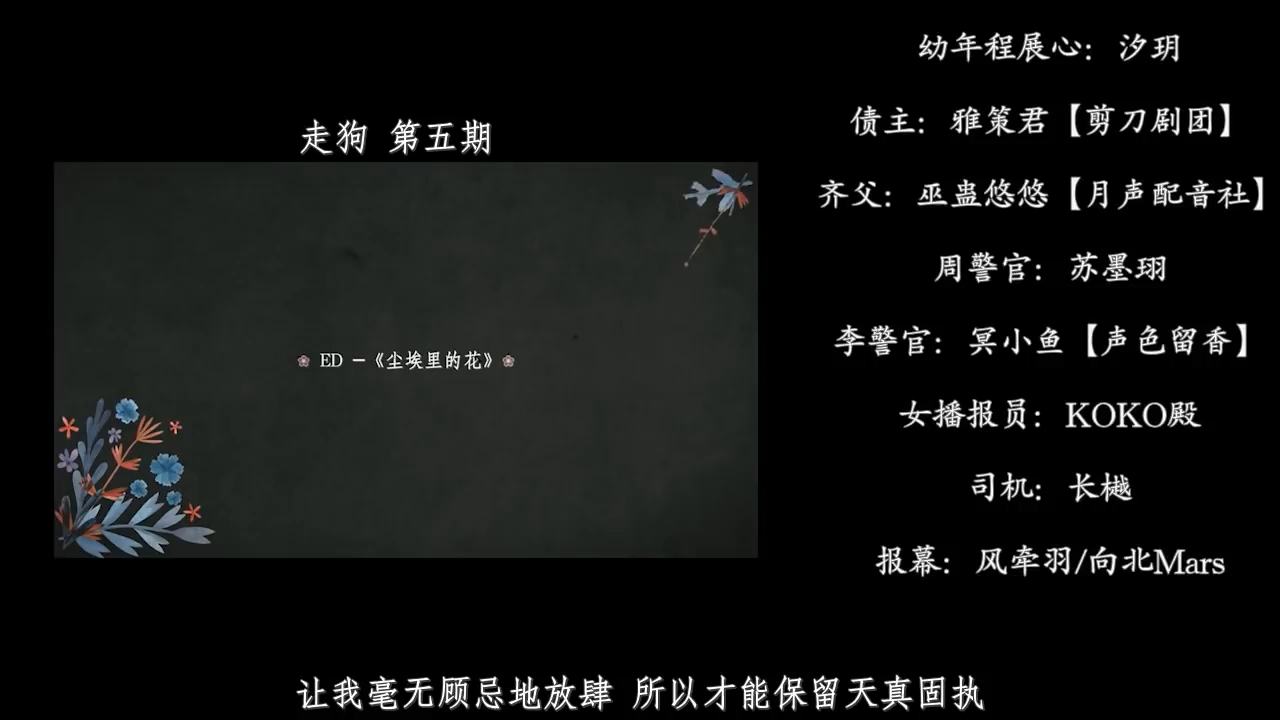 走狗 第五期
ED －《尘埃里的花》
幼年程展心： 汐玥
债主： 雅策君【剪刀剧团】
齐父： 巫蛊悠悠【月声配音社】
周警官： 苏墨珝
李警官： 冥小鱼【声色留香】
女播报员： KOKO殿
司机： 长樾
报幕： 风牵羽/向北Mars
让我毫无顾忌地放肆 所以才能保留天真固执